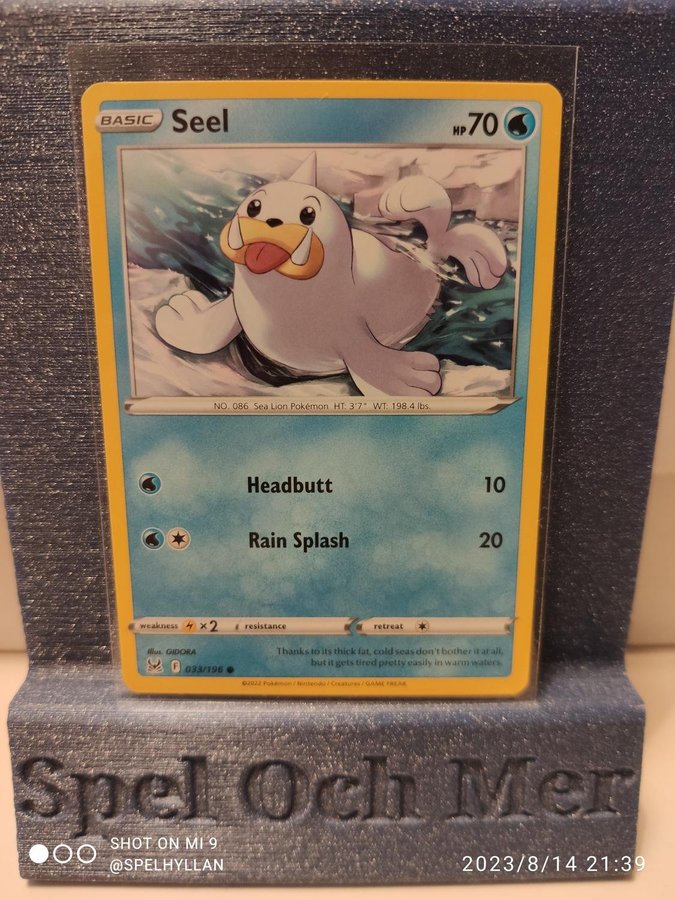 BASIC Seel HP 70
NO. 086 Sea Lion Pokémon HT: 3'7" WT: 198.4 lbs.
Headbutt 10
Rain Splash 20
weakness ×2 resistance retreat
Illus. GIDORA
Thanks to its thick fat, cold seas don't bother it at all,
but it gets tired pretty easily in warm waters.
F 033/196
©2022 Pokémon / Nintendo / Creatures / GAME FREAK
Spel Och Mer
SHOT ON MI 9
@SPELHYLLAN
2023/8/14 21:39